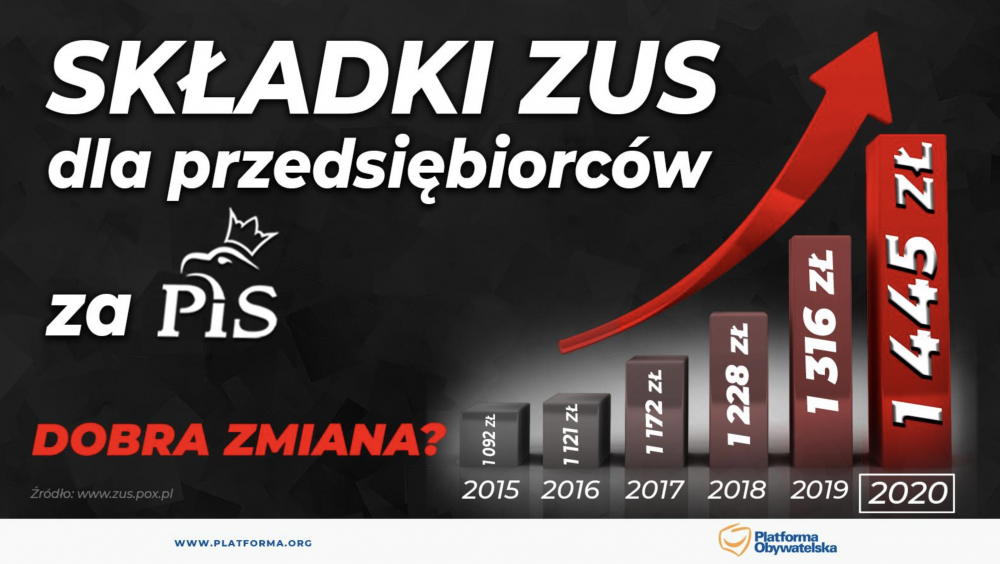 SKŁADKI ZUS
dla przedsiębiorców
za PiS
DOBRA ZMIANA?
1 092 ZŁ
1 121 ZŁ
1 172 ZŁ
1 228 ZŁ
1 316 ZŁ
1 445 ZŁ
2015 2016 2017 2018 2019 2020
Źródło: www.zus.pox.pl
WWW.PLATFORMA.ORG
Platforma
Obywatelska